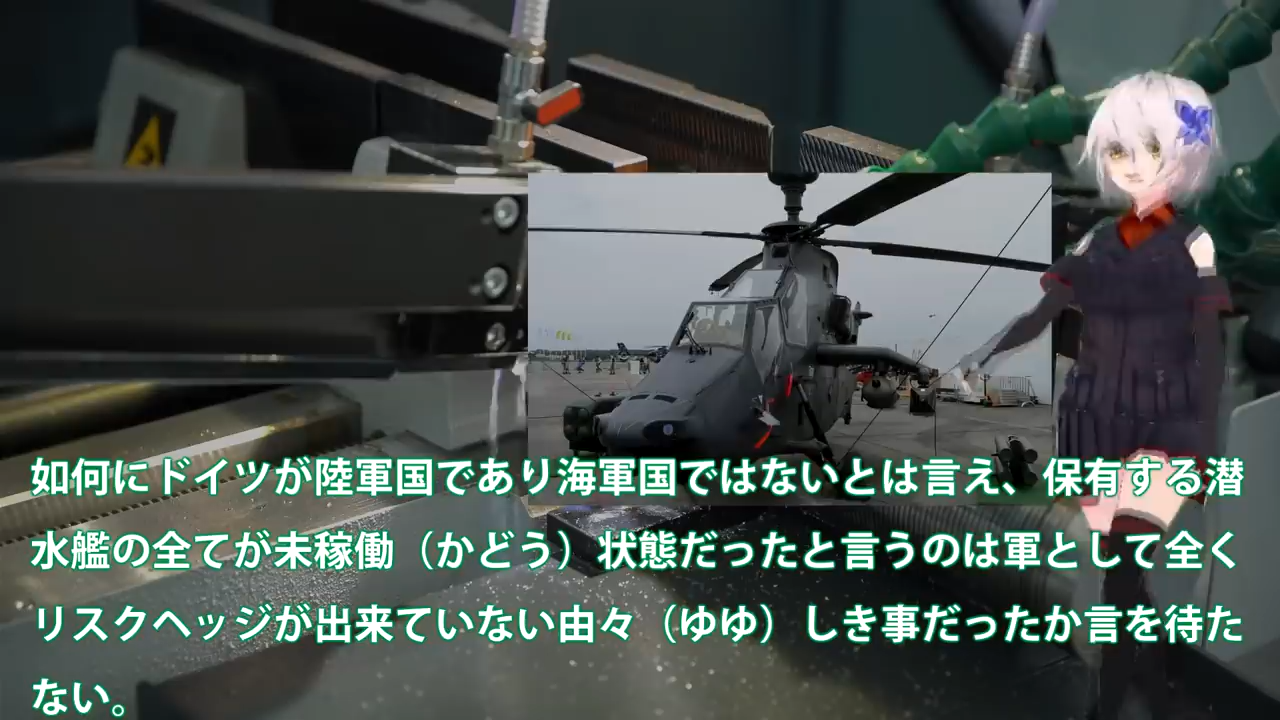 如何にドイツが陸軍国であり海軍国ではないとは言え、保有する潜
水艦の全てが未稼働（かどう）状態だったと言うのは軍として全く
リスクヘッジが出来ていない由々（ゆゆ）しき事だったか言を待た
ない。